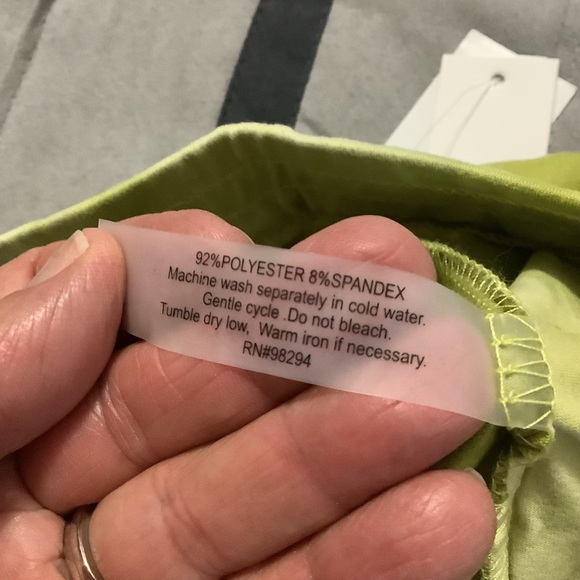 92%POLYESTER 8%SPANDEX
Machine wash separately in cold water.
Gentle cycle .Do not bleach.
Tumble dry low, Warm iron if necessary.
RN#98294